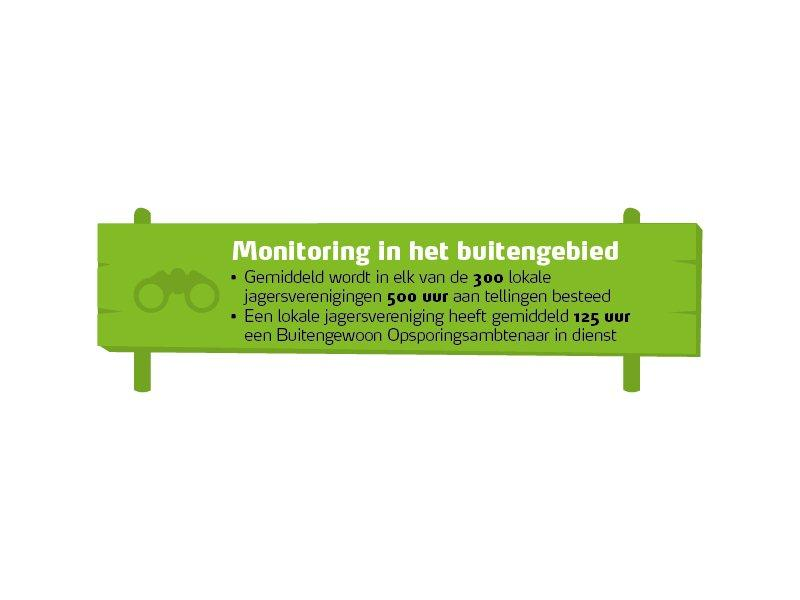 Monitoring in het buitengebied
• Gemiddeld wordt in elk van de 300 lokale
jagersverenigingen 500 uur aan tellingen besteed
• Een lokale jagersvereniging heeft gemiddeld 125 uur
een Buitengewoon Opsporingsambtenaar in dienst